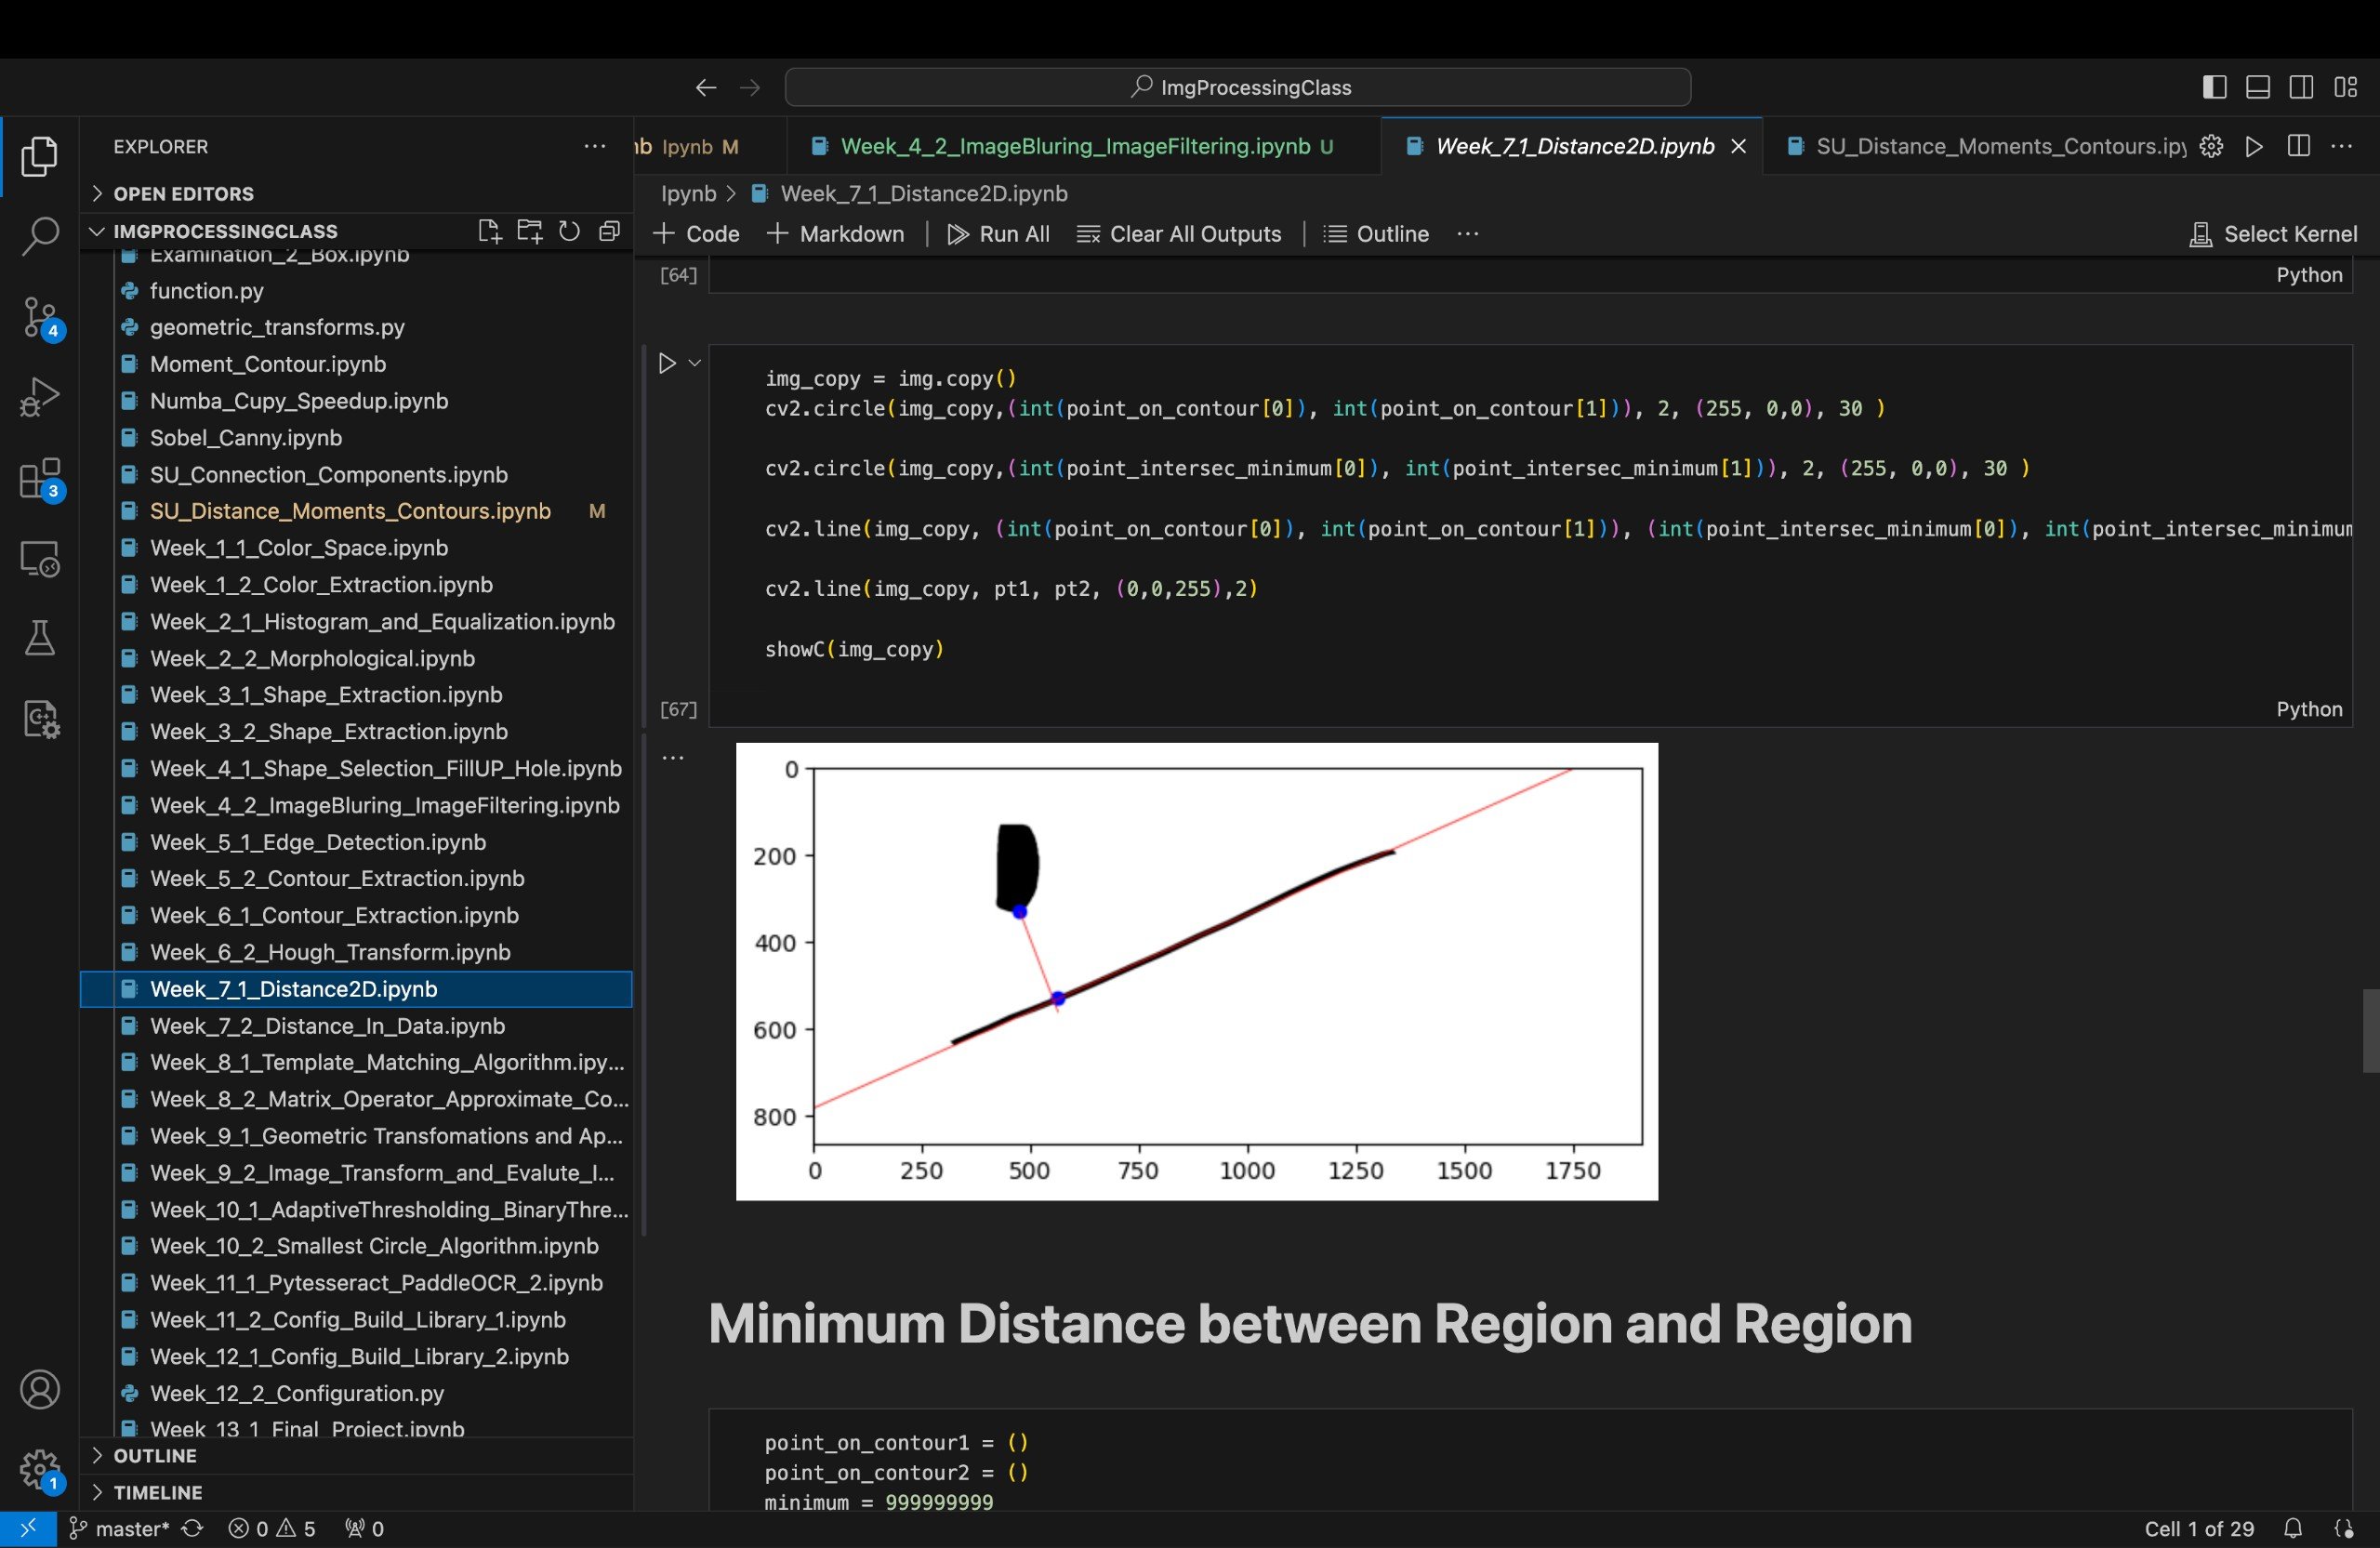 ImgProcessingClass
EXPLORER
OPEN EDITORS
IMGPROCESSINGCLASS
Examination_2_Box.ipynb
function.py
geometric_transforms.py
Moment_Contour.ipynb
Numba_Cupy_Speedup.ipynb
Sobel_Canny.ipynb
SU_Connection_Components.ipynb
SU_Distance_Moments_Contours.ipynb M
Week_1_1_Color_Space.ipynb
Week_1_2_Color_Extraction.ipynb
Week_2_1_Histogram_and_Equalization.ipynb
Week_2_2_Morphological.ipynb
Week_3_1_Shape_Extraction.ipynb
Week_3_2_Shape_Extraction.ipynb
Week_4_1_Shape_Selection_FillUP_Hole.ipynb
Week_4_2_ImageBluring_ImageFiltering.ipynb
Week_5_1_Edge_Detection.ipynb
Week_5_2_Contour_Extraction.ipynb
Week_6_1_Contour_Extraction.ipynb
Week_6_2_Hough_Transform.ipynb
Week_7_1_Distance2D.ipynb
Week_7_2_Distance_In_Data.ipynb
Week_8_1_Template_Matching_Algorithm.ipy...
Week_8_2_Matrix_Operator_Approximate_Co...
Week_9_1_Geometric Transfomations and Ap...
Week_9_2_Image_Transform_and_Evalute_I...
Week_10_1_AdaptiveThresholding_BinaryThre...
Week_10_2_Smallest Circle_Algorithm.ipynb
Week_11_1_Pytesseract_PaddleOCR_2.ipynb
Week_11_2_Config_Build_Library_1.ipynb
Week_12_1_Config_Build_Library_2.ipynb
Week_12_2_Configuration.py
Week_13_1_Final_Project.ipynb
OUTLINE
TIMELINE
4
3
1
nb Ipynb M
Week_4_2_ImageBluring_ImageFiltering.ipynb U
Week_7_1_Distance2D.ipynb
SU_Distance_Moments_Contours.ipy
Ipynb > Week_7_1_Distance2D.ipynb
+ Code + Markdown | Run All Clear All Outputs | Outline ... Select Kernel
[64] Python
img_copy = img.copy()
cv2.circle(img_copy,(int(point_on_contour[0]), int(point_on_contour[1])), 2, (255, 0,0), 30 )
cv2.circle(img_copy,(int(point_intersec_minimum[0]), int(point_intersec_minimum[1])), 2, (255, 0,0), 30 )
cv2.line(img_copy, (int(point_on_contour[0]), int(point_on_contour[1])), (int(point_intersec_minimum[0]), int(point_intersec_minimum
cv2.line(img_copy, pt1, pt2, (0,0,255),2)
showC(img_copy)
[67] Python
0
200
400
600
800
0 250 500 750 1000 1250 1500 1750
Minimum Distance between Region and Region
point_on_contour1 = ()
point_on_contour2 = ()
minimum = 999999999
master* 0 5 0
Cell 1 of 29